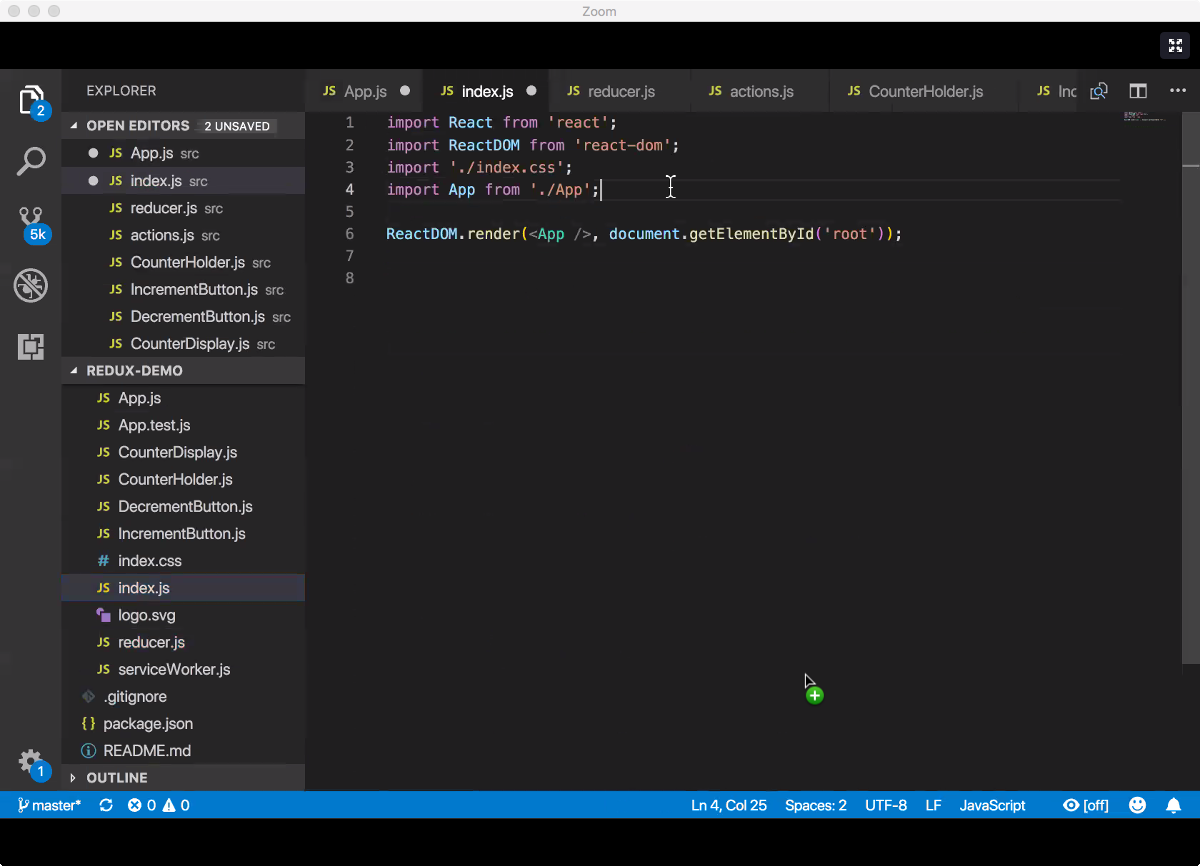 Zoom
EXPLORER
JS App.js
JS index.js
JS reducer.js
JS actions.js
JS CounterHolder.js
JS Inc
2
OPEN EDITORS 2 UNSAVED
JS App.js src
JS index.js src
JS reducer.js src
JS actions.js src
JS CounterHolder.js src
JS IncrementButton.js src
JS DecrementButton.js src
JS CounterDisplay.js src
5k
REDUX-DEMO
JS App.js
JS App.test.js
JS CounterDisplay.js
JS CounterHolder.js
JS DecrementButton.js
JS IncrementButton.js
# index.css
JS index.js
logo.svg
JS reducer.js
JS serviceWorker.js
.gitignore
{} package.json
README.md
1
OUTLINE
1 import React from 'react';
2 import ReactDOM from 'react-dom';
3 import './index.css';
4 import App from './App';
5
6 ReactDOM.render(<App />, document.getElementById('root'));
7
8
master* 0 0 Ln 4, Col 25 Spaces: 2 UTF-8 LF JavaScript [off]